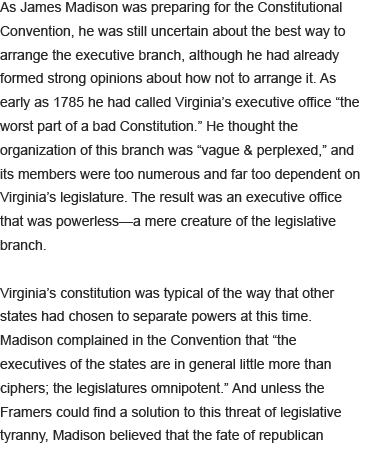 As James Madison was preparing for the Constitutional
Convention, he was still uncertain about the best way to
arrange the executive branch, although he had already
formed strong opinions about how not to arrange it. As
early as 1785 he had called Virginia’s executive office “the
worst part of a bad Constitution.” He thought the
organization of this branch was “vague & perplexed,” and
its members were too numerous and far too dependent on
Virginia’s legislature. The result was an executive office
that was powerless—a mere creature of the legislative
branch.

Virginia’s constitution was typical of the way that other
states had chosen to separate powers at this time.
Madison complained in the Convention that “the
executives of the states are in general little more than
ciphers; the legislatures omnipotent.” And unless the
Framers could find a solution to this threat of legislative
tyranny, Madison believed that the fate of republican